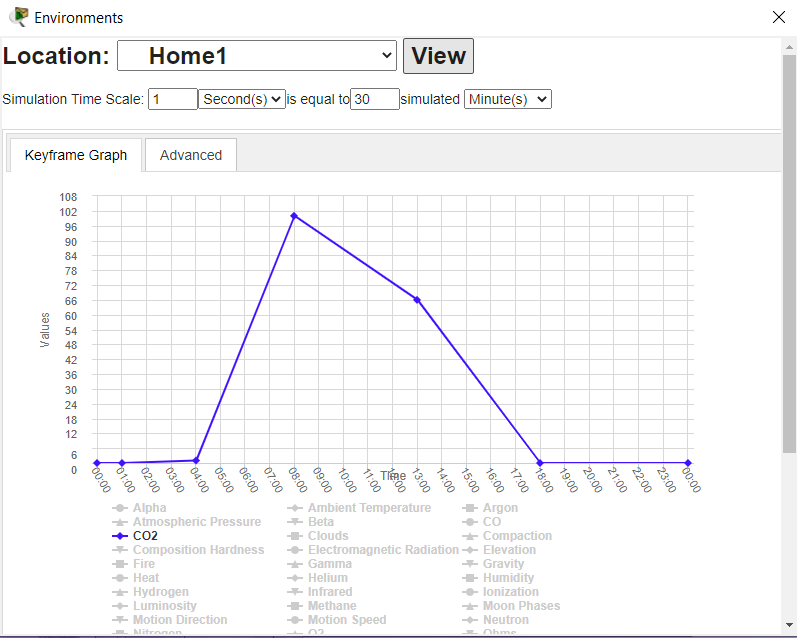 Environments
Location: Home1 View
Simulation Time Scale: 1 Second(s) is equal to 30 simulated Minute(s)
Keyframe Graph Advanced
108
102
96
90
84
78
72
66
60
54
48
42
36
30
24
18
12
6
0
Values
00:00 01:00 02:00 03:00 04:00 05:00 06:00 07:00 08:00 09:00 10:00 11:00 12:00 13:00 14:00 15:00 16:00 17:00 18:00 19:00 20:00 21:00 22:00 23:00 00:00
Time
Alpha Ambient Temperature Argon
Atmospheric Pressure Beta CO
CO2 Clouds Compaction
Composition Hardness Electromagnetic Radiation Elevation
Fire Gamma Gravity
Heat Helium Humidity
Hydrogen Infrared Ionization
Luminosity Methane Moon Phases
Motion Direction Motion Speed Neutron
Nitrogen O2 Ohms